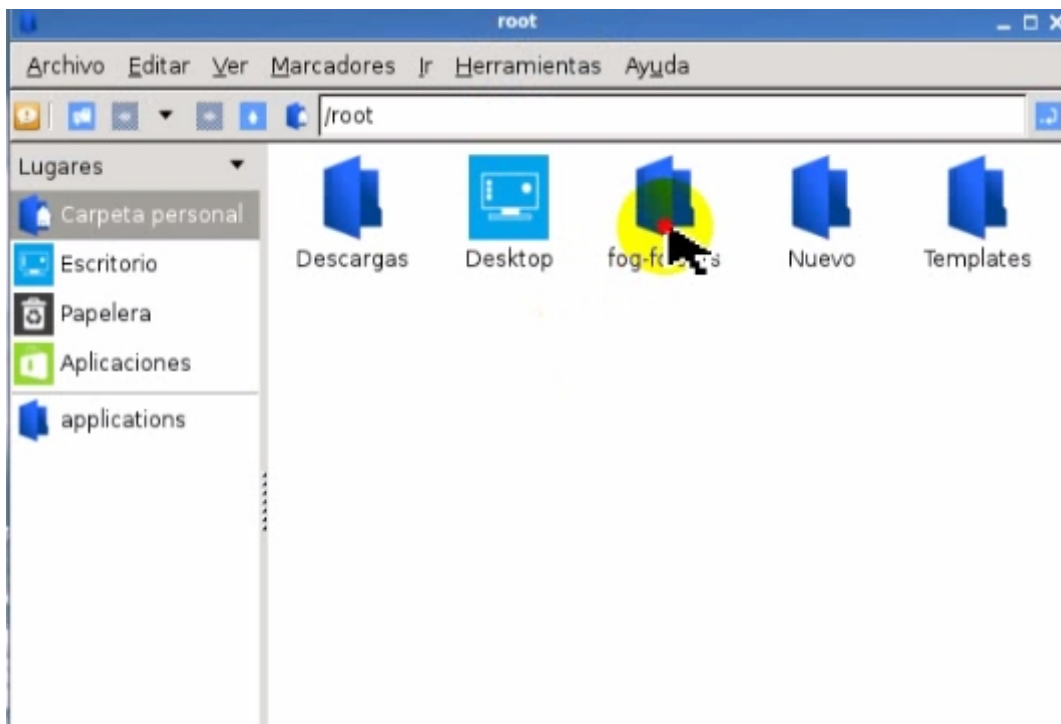 root
Archivo Editar Ver Marcadores Ir Herramientas Ayuda
/root
Lugares
Carpeta personal
Escritorio
Papelera
Aplicaciones
applications
Descargas Desktop Nuevo Templates